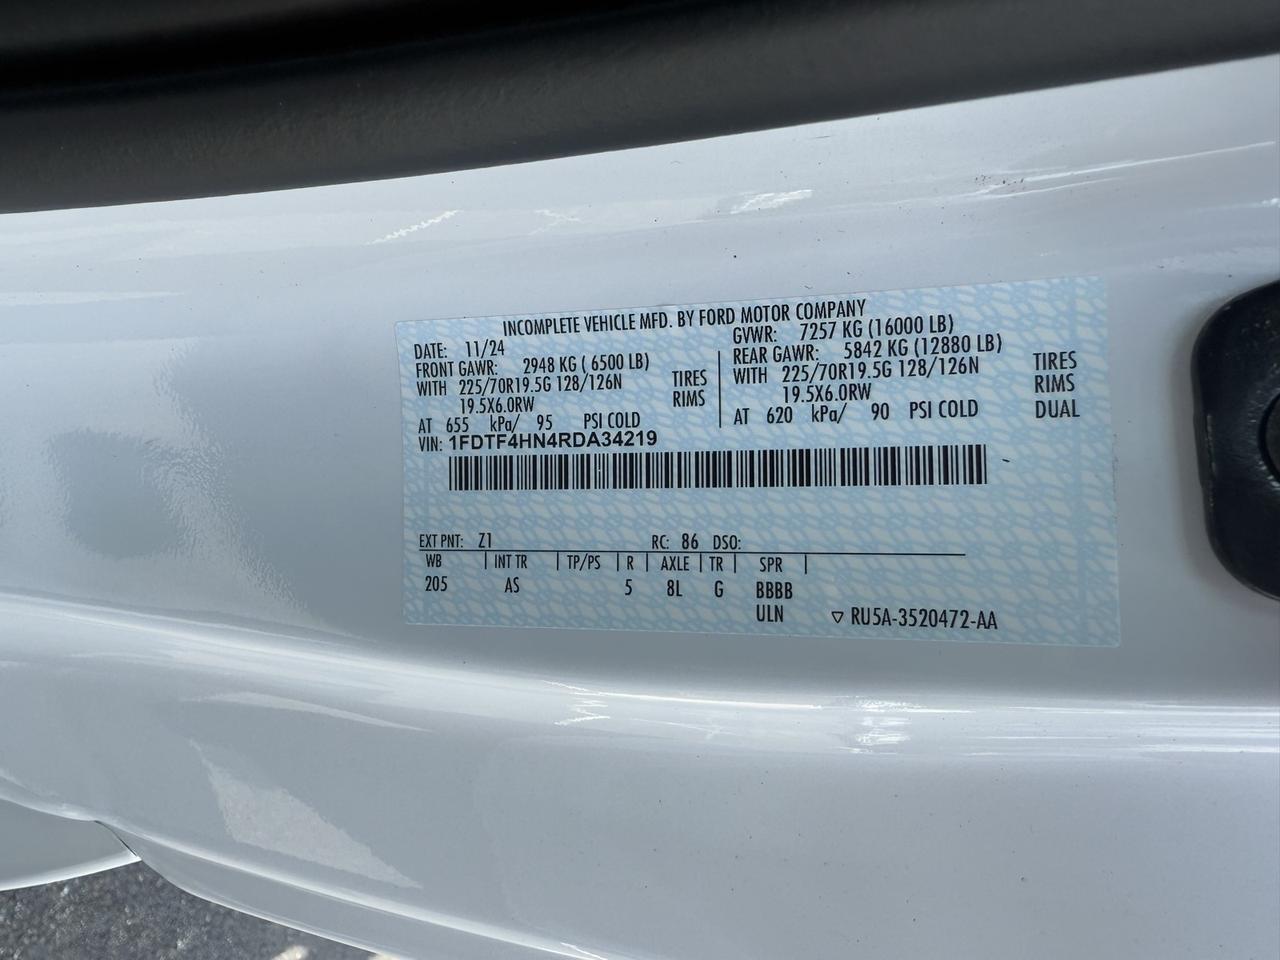 INCOMPLETE VEHICLE MFD. BY FORD MOTOR COMPANY
DATE: 11/24 GVWR: 7257 KG (16000 LB)
FRONT GAWR: 2948 KG ( 6500 LB) REAR GAWR: 5842 KG (12880 LB)
WITH 225/70R19.5G 128/126N TIRES WITH 225/70R19.5G 128/126N TIRES
19.5X6.0RW RIMS 19.5X6.0RW RIMS
AT 655 kPa/ 95 PSI COLD AT 620 kPa/ 90 PSI COLD DUAL
VIN: 1FDTF4HN4RDA34219
EXT PNT: Z1 RC: 86 DSO:
WB INT TR TP/PS R AXLE TR SPR
205 AS 5 8L G BBBB
ULN ▽ RU5A-3520472-AA